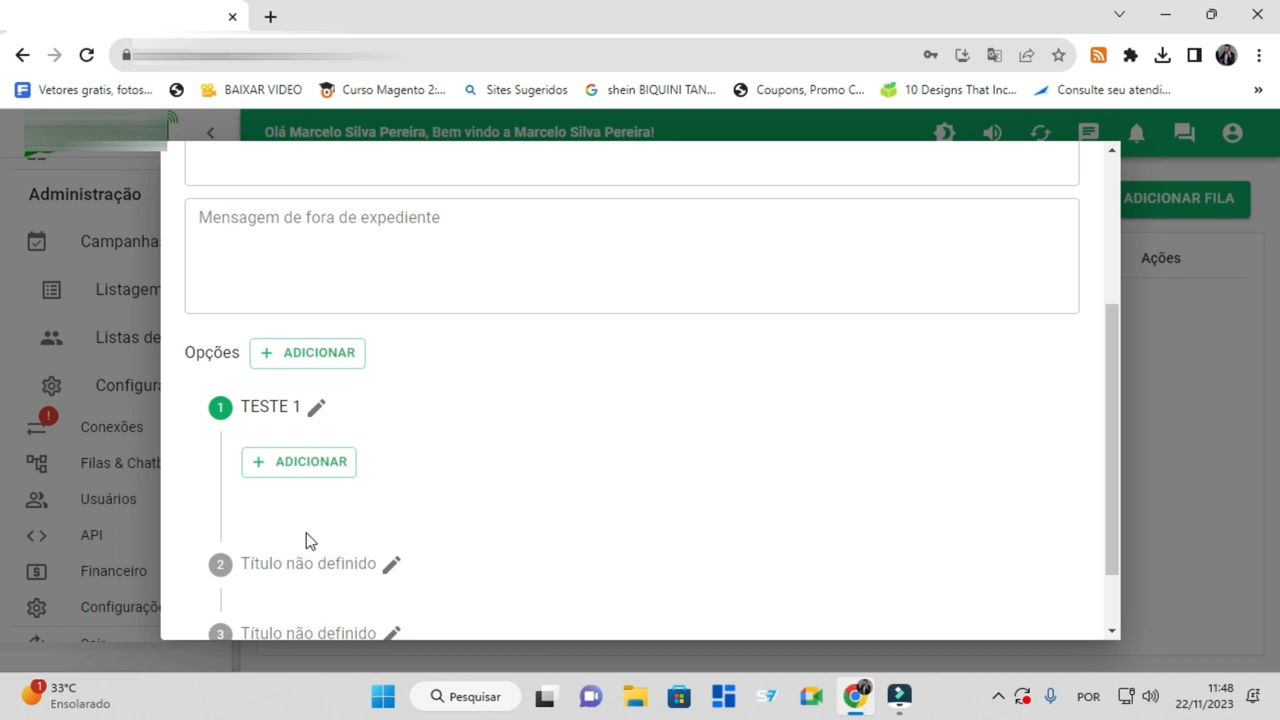 Vetores gratis, fotos... BAIXAR VIDEO Curso Magento 2:... Sites Sugeridos shein BIQUINI TAN... Coupons, Promo C... 10 Designs That Inc... Consulte seu atendi... »
Olá Marcelo Silva Pereira, Bem vindo a Marcelo Silva Pereira!
Administração
ADICIONAR FILA
Mensagem de fora de expediente
Campanha
Ações
Listagem
Listas de
Opções + ADICIONAR
Configura
1 TESTE 1
!
Conexões
Filas & Chatb
+ ADICIONAR
Usuários
API
2 Título não definido
Financeiro
Configuraçõe
3 Título não definido
1 33°C
Ensolarado
Pesquisar
POR
11:48
22/11/2023